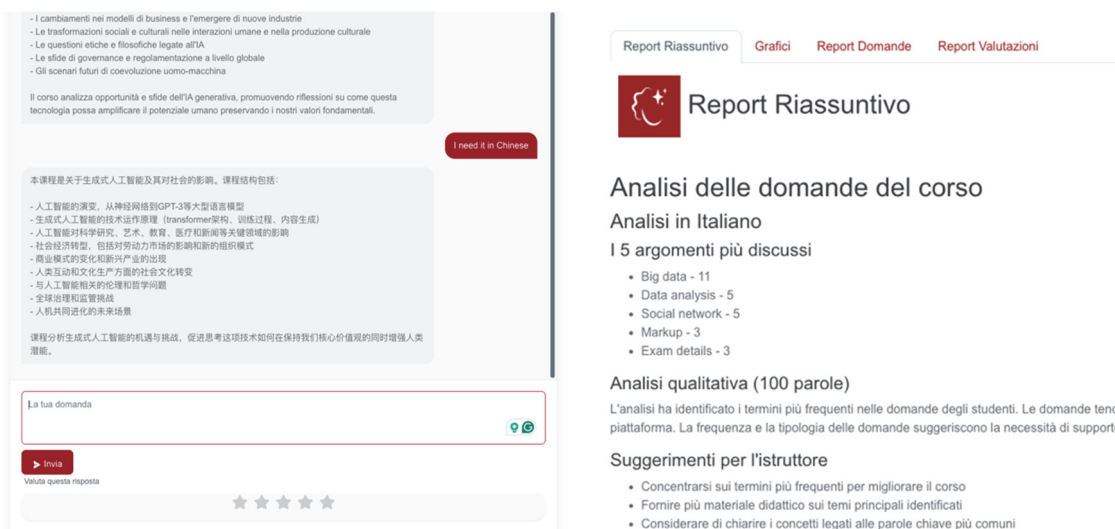 - I cambiamenti nei modelli di business e l'emergere di nuove industrie
- Le trasformazioni sociali e culturali nelle interazioni umane e nella produzione culturale
- Le questioni etiche e filosofiche legate all'IA
- Le sfide di governance e regolamentazione a livello globale
- Gli scenari futuri di coevoluzione uomo-macchina
Il corso analizza opportunità e sfide dell'IA generativa, promuovendo riflessioni su come questa
tecnologia possa amplificare il potenziale umano preservando i nostri valori fondamentali.
I need it in Chinese
本课程是关于生成式人工智能及其对社会的影响。课程结构包括：
- 人工智能的演变，从神经网络到GPT-3等大型语言模型
- 生成式人工智能的技术运作原理（transformer架构、训练过程、内容生成）
- 人工智能对科学研究、艺术、教育、医疗和新闻等关键领域的影响
- 社会经济转型，包括对劳动力市场的影响和新的组织模式
- 商业模式的变化和新兴产业的出现
- 人类互动和文化生产方面的社会文化转变
- 与人工智能相关的伦理和哲学问题
- 全球治理和监管挑战
- 人机共同进化的未来场景
课程分析生成式人工智能的机遇与挑战，促进思考这项技术如何在保持我们核心价值观的同时增强人类
潜能。
La tua domanda
Invia
Valuta questa risposta
Report Riassuntivo
Grafici
Report Domande
Report Valutazioni
Report Riassuntivo
Analisi delle domande del corso
Analisi in Italiano
I 5 argomenti più discussi
• Big data - 11
• Data analysis - 5
• Social network - 5
• Markup - 3
• Exam details - 3
Analisi qualitativa (100 parole)
L'analisi ha identificato i termini più frequenti nelle domande degli studenti. Le domande tend
piattaforma. La frequenza e la tipologia delle domande suggeriscono la necessità di support
Suggerimenti per l'istruttore
• Concentrarsi sui termini più frequenti per migliorare il corso
• Fornire più materiale didattico sui temi principali identificati
• Considerare di chiarire i concetti legati alle parole chiave più comuni